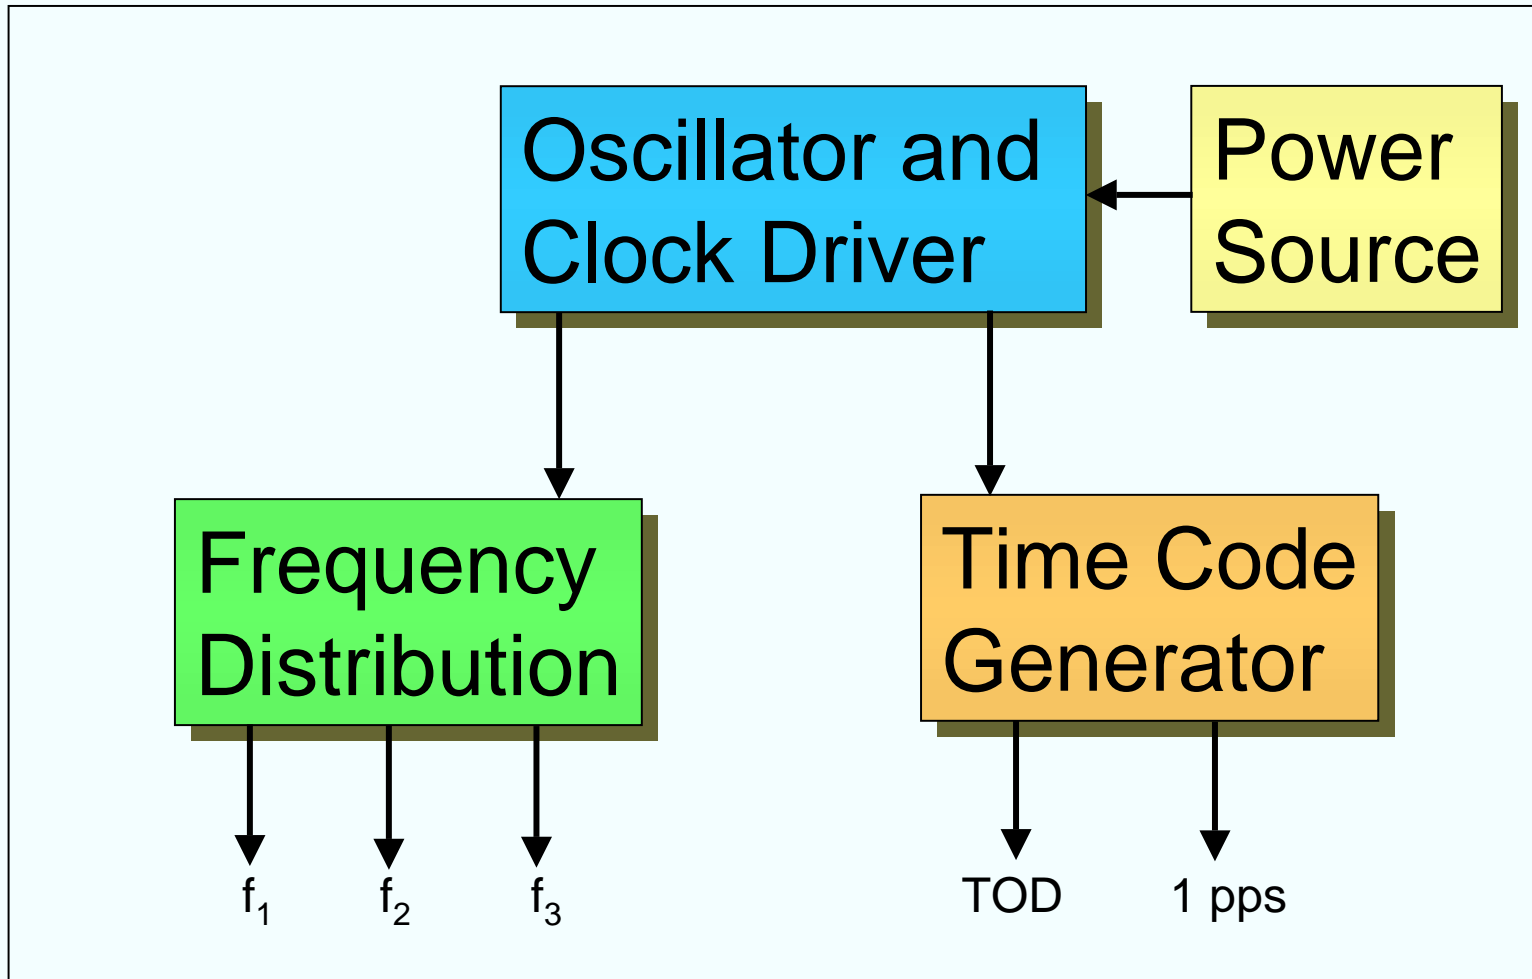 Oscillator and
Clock Driver
Power
Source
Frequency
Distribution
Time Code
Generator
f₁ f₂ f₃ TOD 1 pps